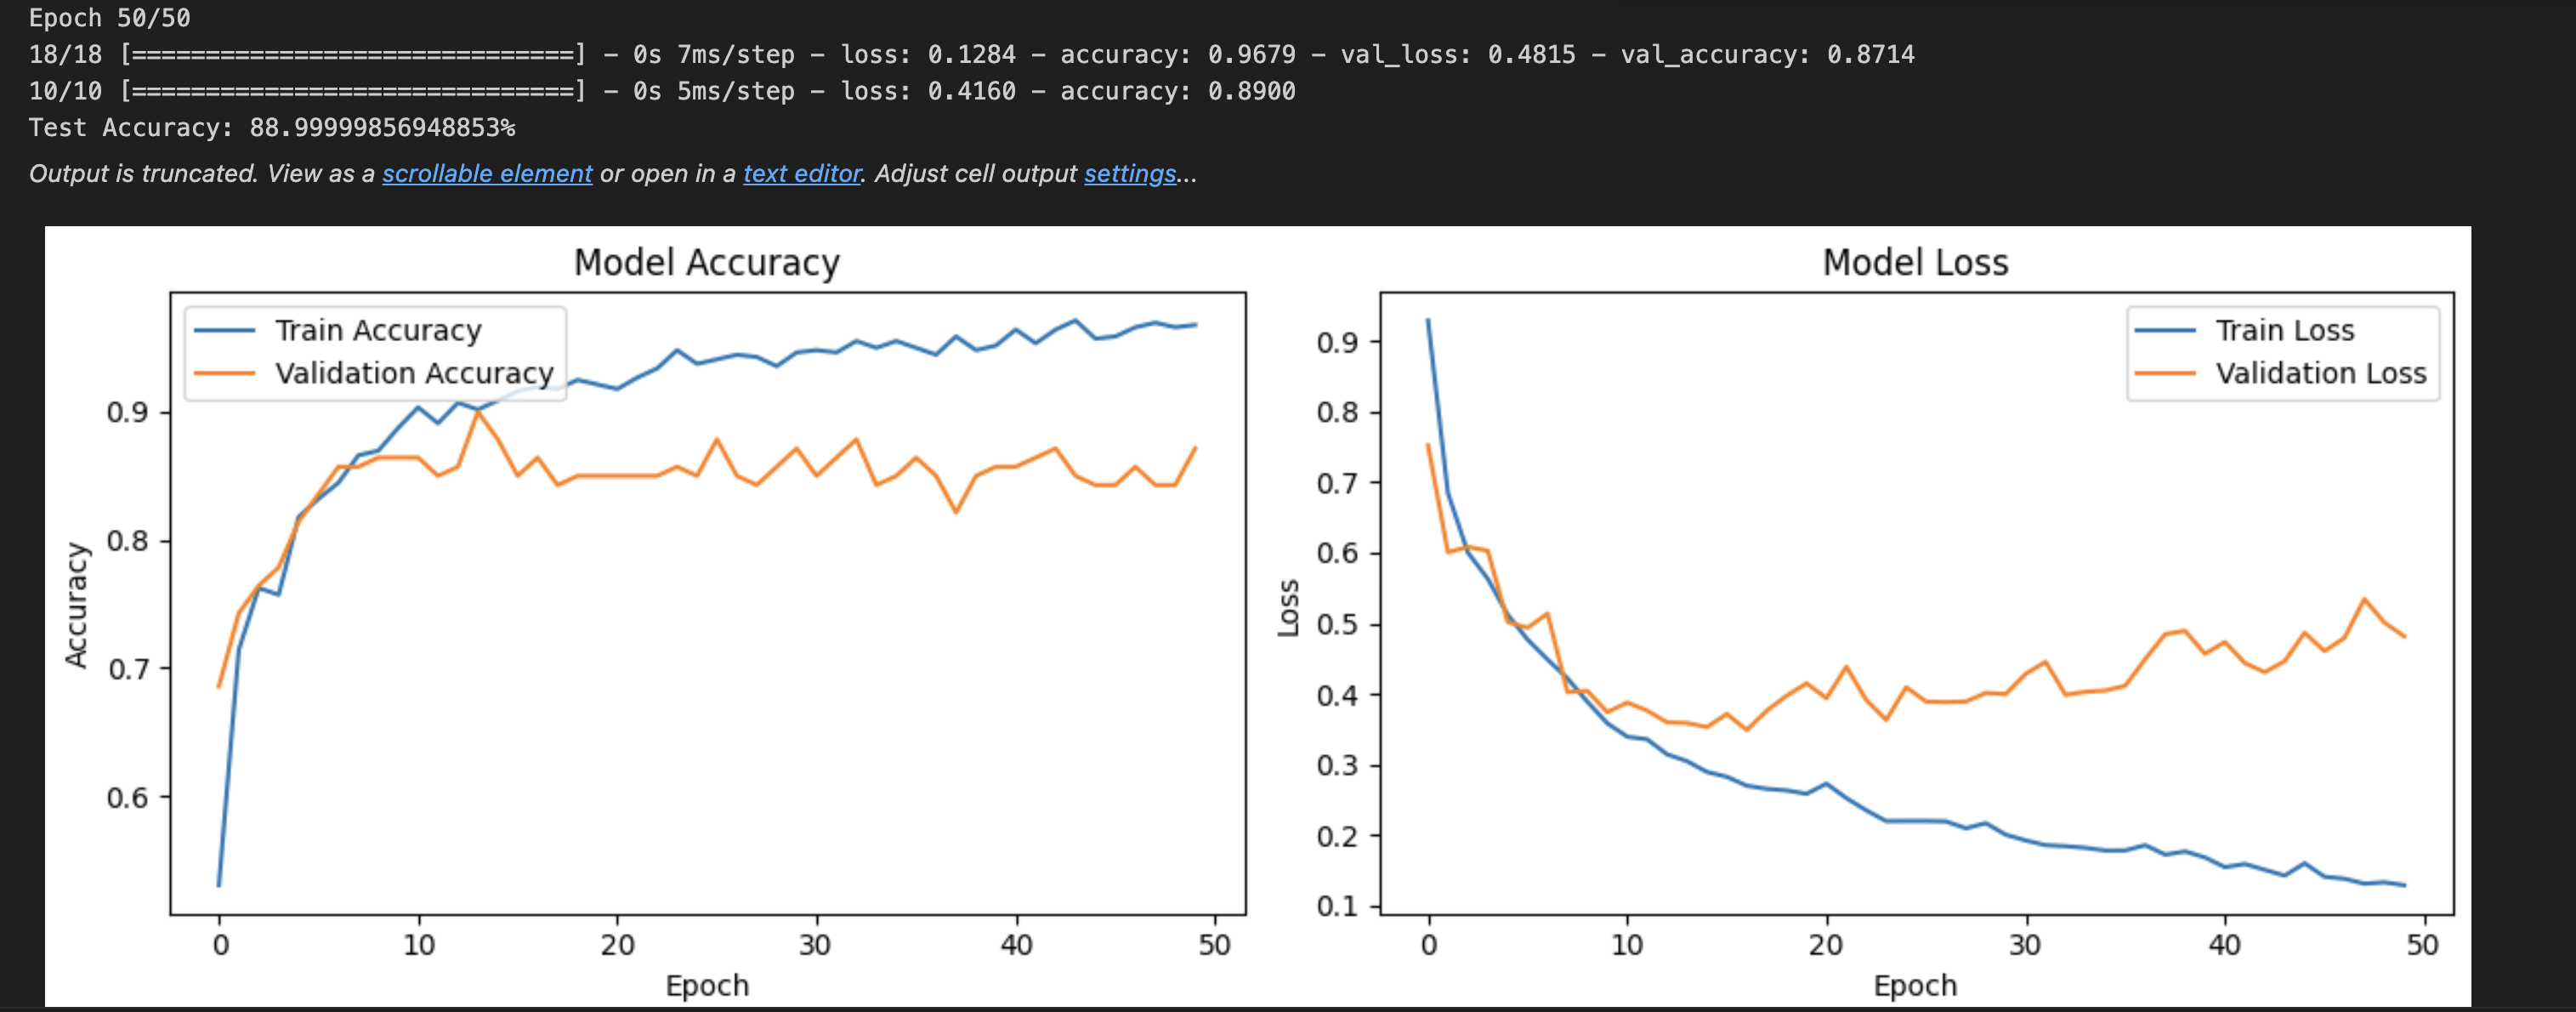 Epoch 50/50
18/18 [==============================] - 0s 7ms/step - loss: 0.1284 - accuracy: 0.9679 - val_loss: 0.4815 - val_accuracy: 0.8714
10/10 [==============================] - 0s 5ms/step - loss: 0.4160 - accuracy: 0.8900
Test Accuracy: 88.99999856948853%
Output is truncated. View as a scrollable element or open in a text editor. Adjust cell output settings...
Model Accuracy
Train Accuracy
Validation Accuracy
0.9
0.8
0.7
0.6
Accuracy
0 10 20 30 40 50
Epoch
Model Loss
Train Loss
Validation Loss
0.9
0.8
0.7
0.6
0.5
0.4
0.3
0.2
0.1
Loss
0 10 20 30 40 50
Epoch